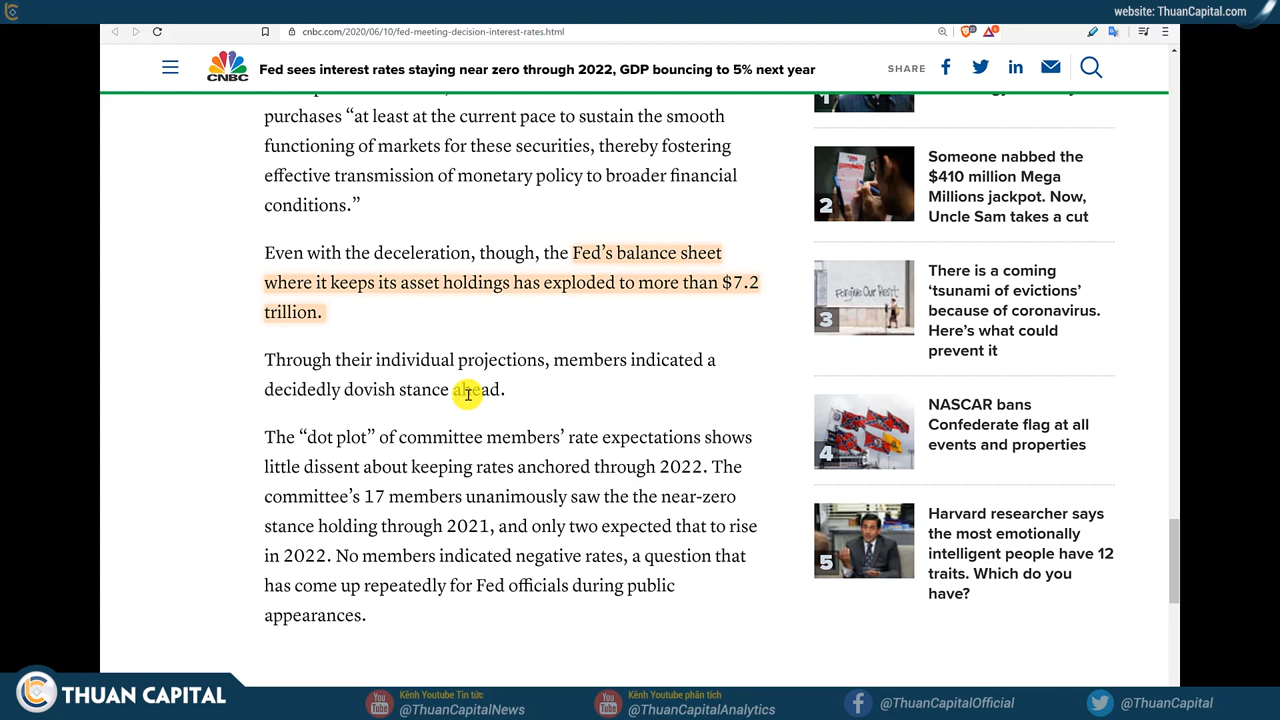 website: ThuanCapital.com
cnbc.com/2020/06/10/fed-meeting-decision-interest-rates.html
CNBC
Fed sees interest rates staying near zero through 2022, GDP bouncing to 5% next year
SHARE
purchases “at least at the current pace to sustain the smooth
functioning of markets for these securities, thereby fostering
effective transmission of monetary policy to broader financial
conditions.”
Even with the deceleration, though, the Fed’s balance sheet
where it keeps its asset holdings has exploded to more than $7.2
trillion.
Through their individual projections, members indicated a
decidedly dovish stance ahead.
The “dot plot” of committee members’ rate expectations shows
little dissent about keeping rates anchored through 2022. The
committee’s 17 members unanimously saw the the near-zero
stance holding through 2021, and only two expected that to rise
in 2022. No members indicated negative rates, a question that
has come up repeatedly for Fed officials during public
appearances.
1
2
Someone nabbed the
$410 million Mega
Millions jackpot. Now,
Uncle Sam takes a cut
Forgive Our Rent
3
There is a coming
‘tsunami of evictions’
because of coronavirus.
Here’s what could
prevent it
4
NASCAR bans
Confederate flag at all
events and properties
5
Harvard researcher says
the most emotionally
intelligent people have 12
traits. Which do you
have?
THUAN CAPITAL
You
Tube
Kênh Youtube Tin tức
@ThuanCapitalNews
You
Tube
Kênh Youtube phân tích
@ThuanCapitalAnalytics
@ThuanCapitalOfficial
@ThuanCapital